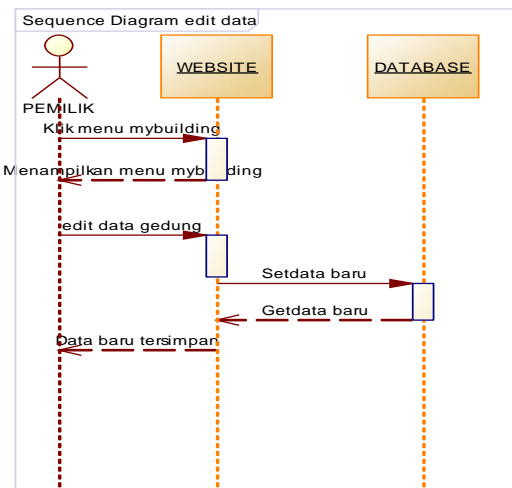 Sequence Diagram edit data
WEBSITE
DATABASE
PEMILIK
Klik menu mybuilding
Menampilkan menu mybuilding
edit data gedung
Setdata baru
Getdata baru
Data baru tersimpan